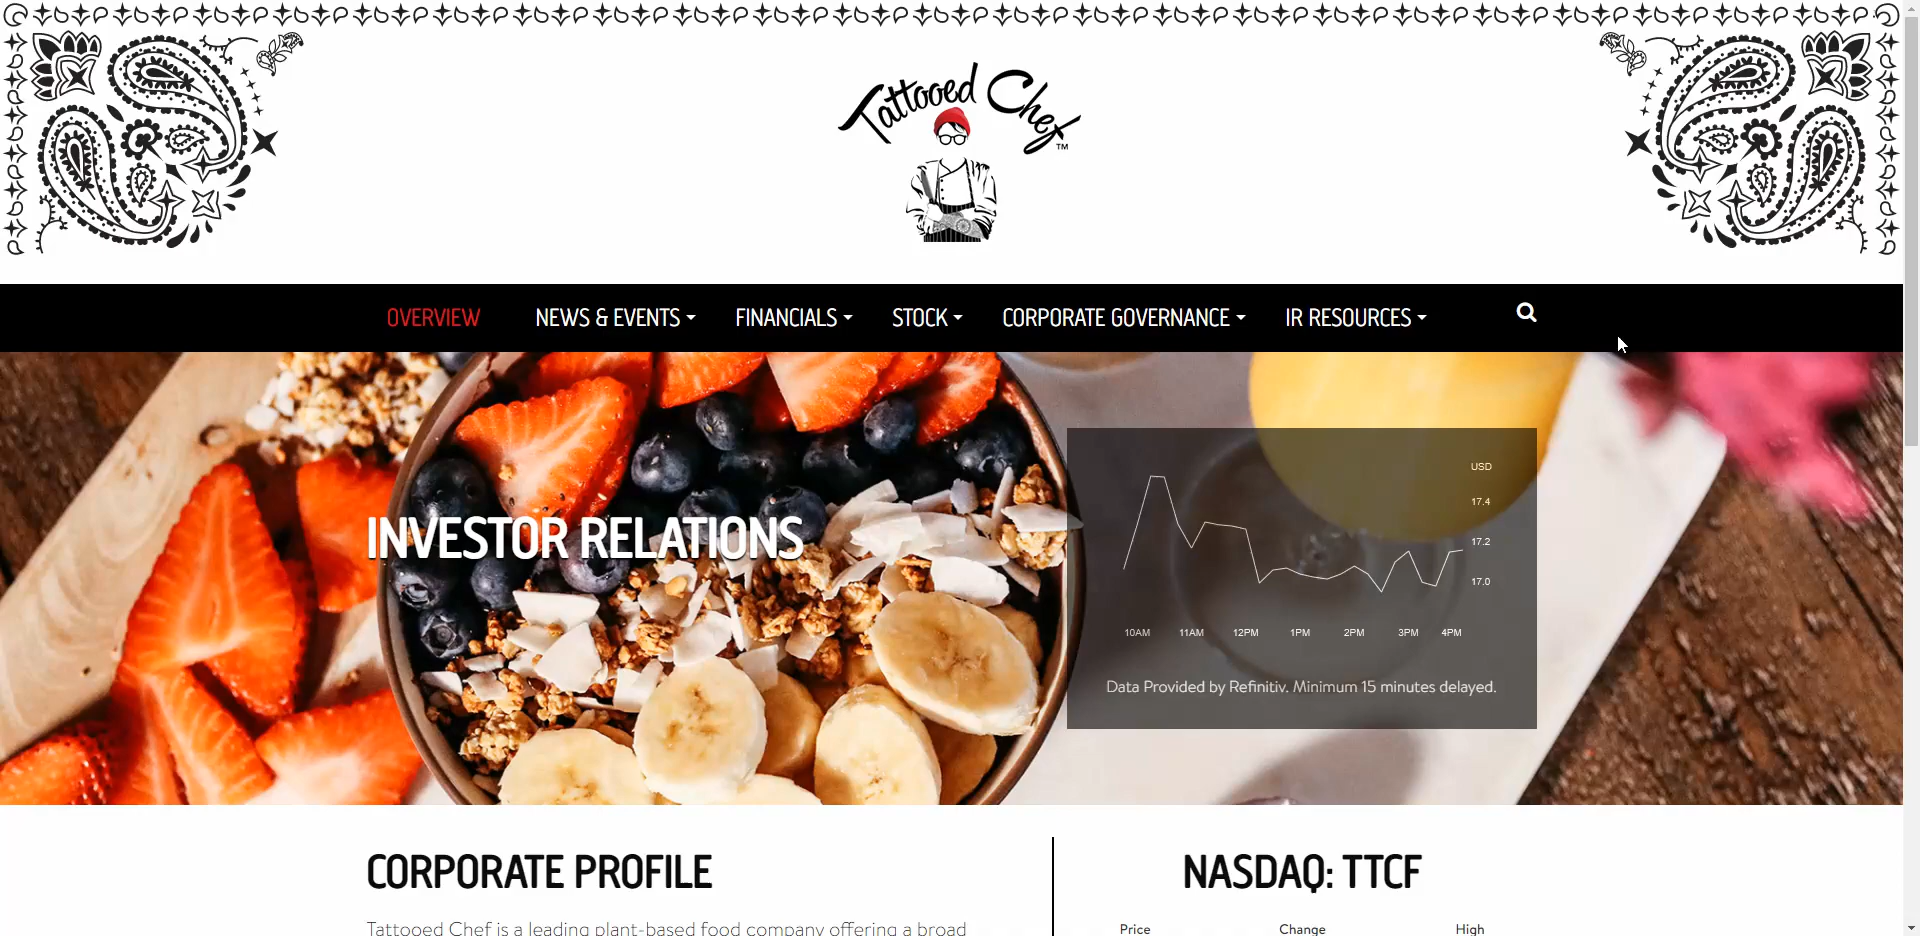 Tattooed Chef™
OVERVIEW NEWS & EVENTS FINANCIALS STOCK CORPORATE GOVERNANCE IR RESOURCES
INVESTOR RELATIONS
USD
17.4
17.2
17.0
10AM 11AM 12PM 1PM 2PM 3PM 4PM
Data Provided by Refinitiv. Minimum 15 minutes delayed.
CORPORATE PROFILE
Tattooed Chef is a leading plant-based food company offering a broad
NASDAQ: TTCF
Price Change High